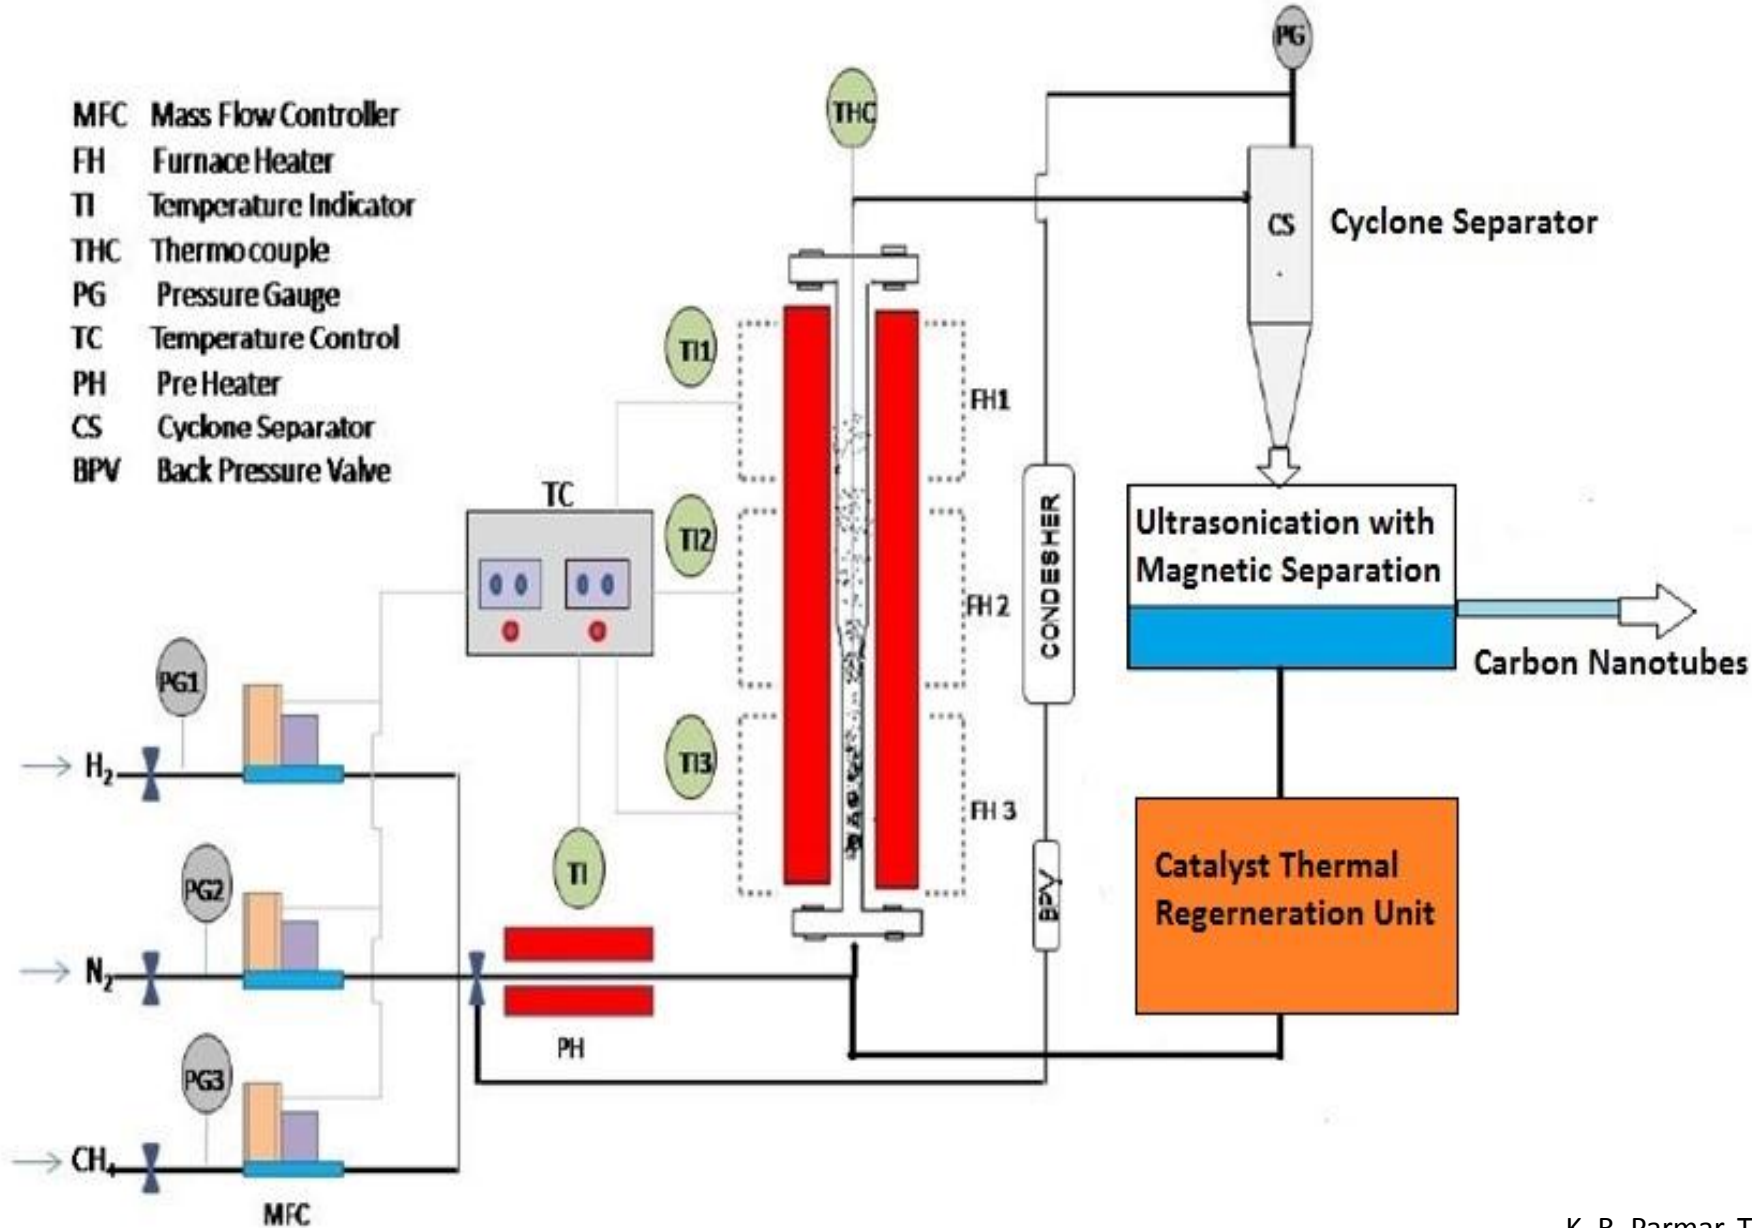 PG
THC
MFC Mass Flow Controller
FH Furnace Heater
TI Temperature Indicator
THC Thermo couple
PG Pressure Gauge
TC Temperature Control
PH Pre Heater
CS Cyclone Separator
BPV Back Pressure Valve
CS
Cyclone Separator
TI1
FH1
TC
TI2
FH 2
CONDESHER
Ultrasonication with
Magnetic Separation
Carbon Nanotubes
PG1
H2
TI3
FH 3
TI
BPV
Catalyst Thermal
Regerneration Unit
PG2
N2
PH
PG3
CH4
MFC
K. B. Parmar, T